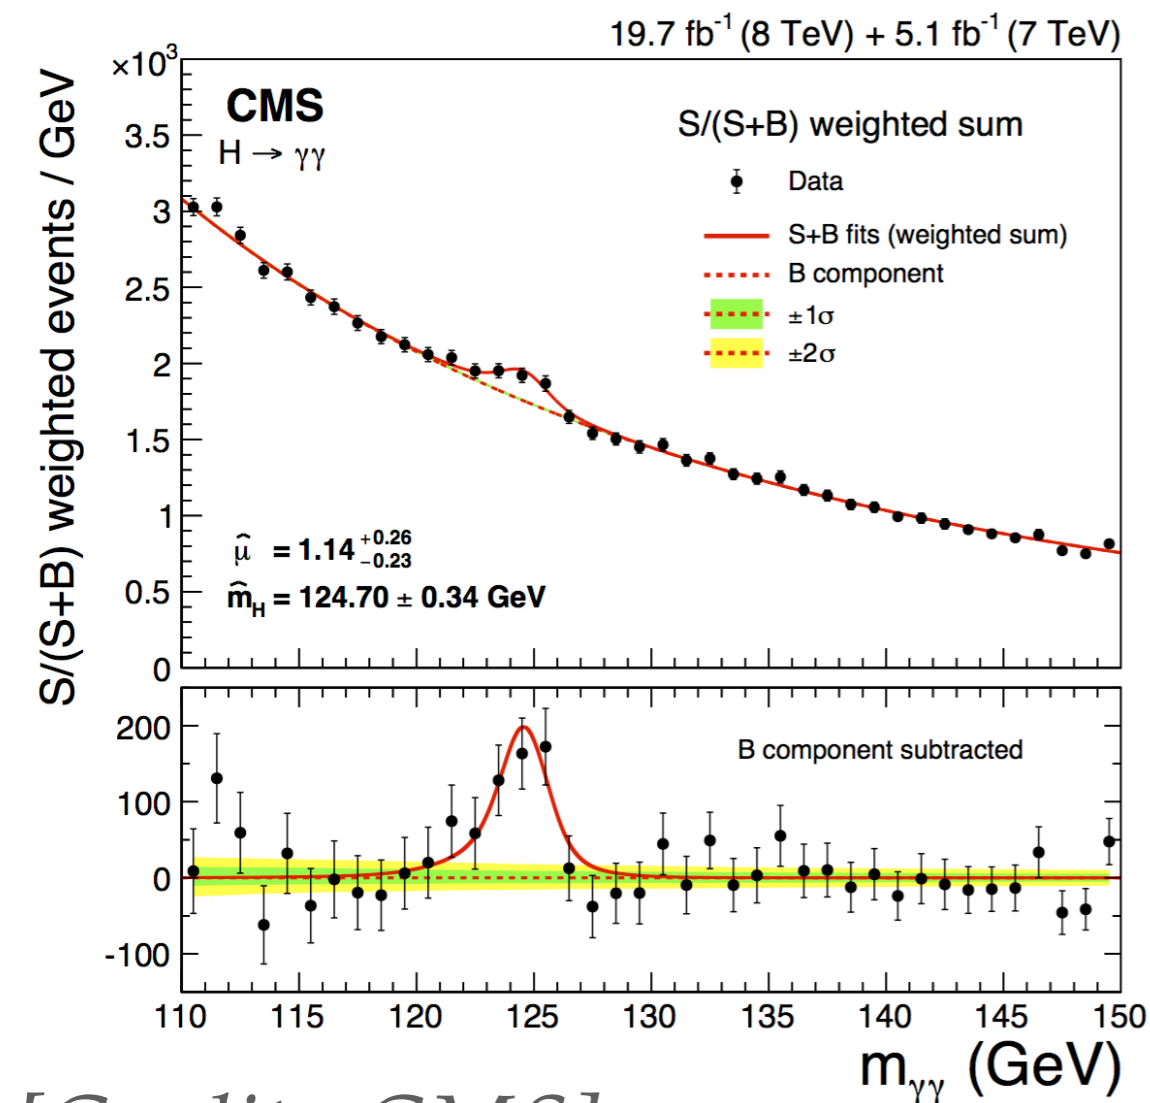 19.7 fb⁻¹ (8 TeV) + 5.1 fb⁻¹ (7 TeV)
×10³
S/(S+B) weighted events / GeV
CMS
H → γγ
S/(S+B) weighted sum
Data
S+B fits (weighted sum)
B component
±1σ
±2σ
3.5
3
2.5
2
1.5
1
0.5
0
μ̂ = 1.14 +0.26 −0.23
m̂H = 124.70 ± 0.34 GeV
B component subtracted
200
100
0
-100
110 115 120 125 130 135 140 145 150
mγγ (GeV)